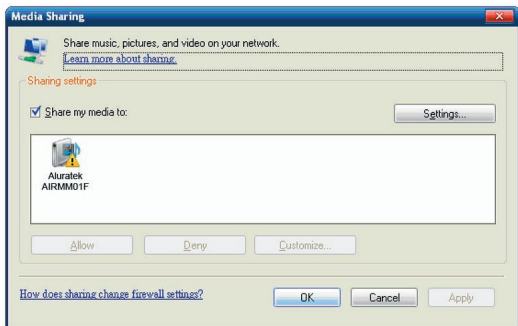 Media Sharing
Share music, pictures, and video on your network.
Learn more about sharing.
Sharing settings
Share my media to:
Settings...
Aluratek
AIRMM01F
Allow
Deny
Customize...
How does sharing change firewall settings?
OK
Cancel
Apply